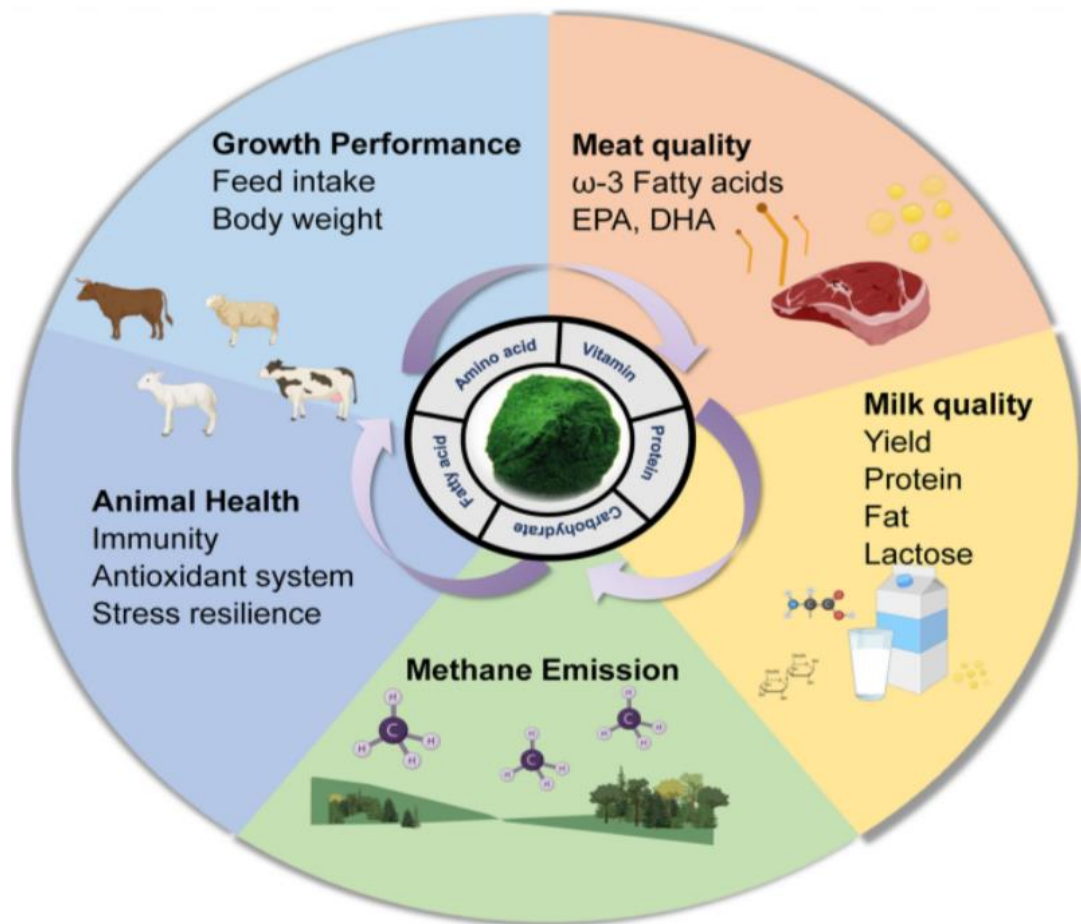 Growth Performance
Feed intake
Body weight
Meat quality
ω-3 Fatty acids
EPA, DHA
Amino acid
Vitamin
Protein
Carbohydrate
Fatty acid
Milk quality
Yield
Protein
Fat
Lactose
Animal Health
Immunity
Antioxidant system
Stress resilience
Methane Emission
C
H
H
H
H
C
H
H
H
H
C
H
H
H
H